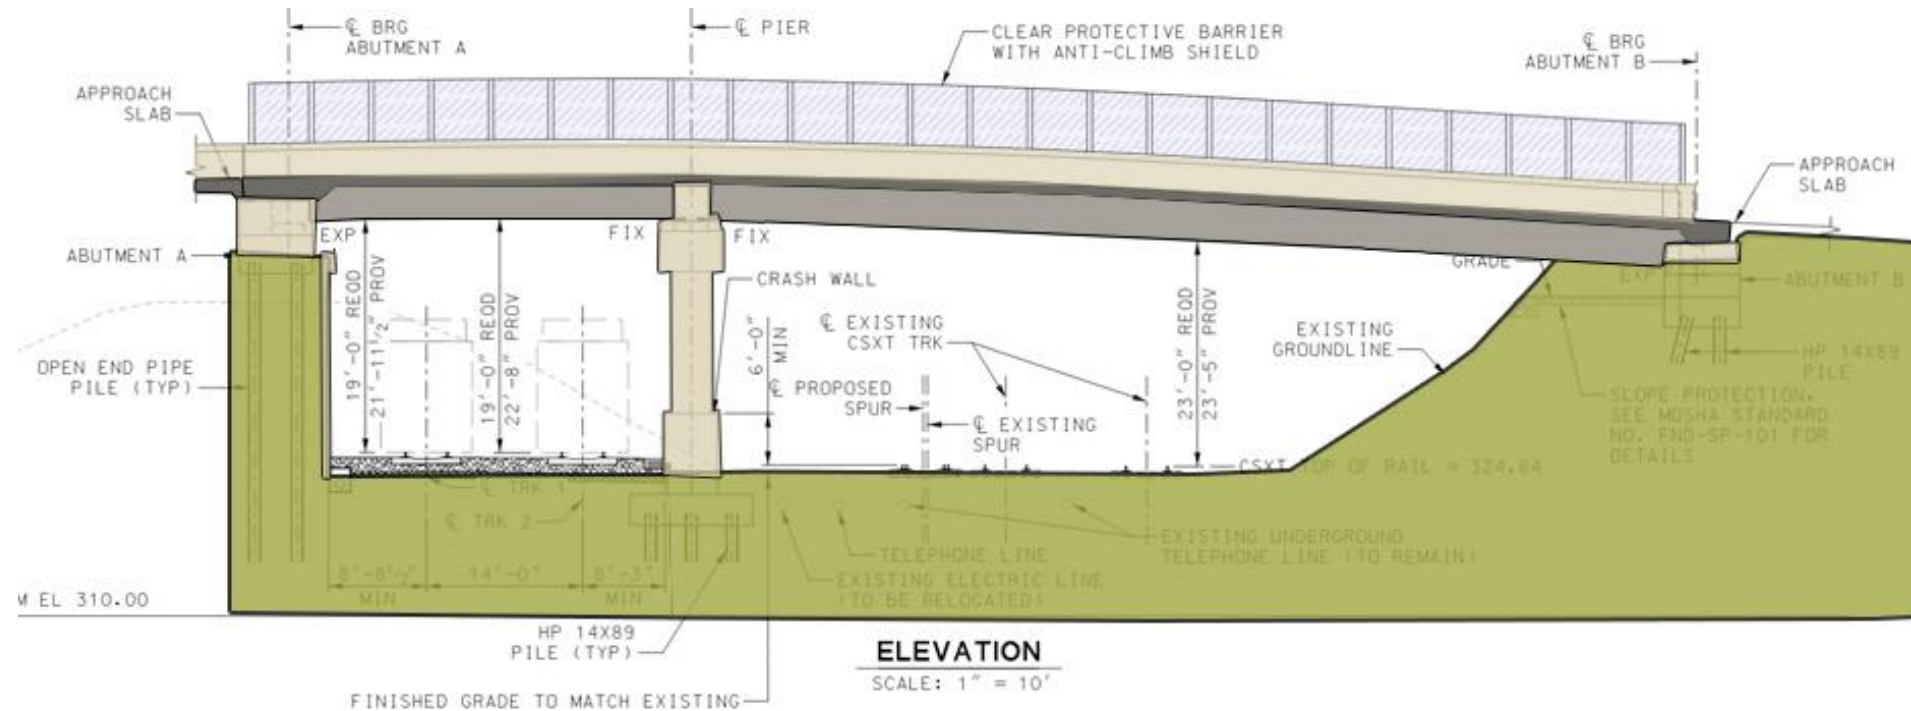 ℄ BRG
ABUTMENT A
℄ PIER
CLEAR PROTECTIVE BARRIER
WITH ANTI-CLIMB SHIELD
℄ BRG
ABUTMENT B
APPROACH
SLAB
APPROACH
SLAB
EXP
FIX
FIX
ABUTMENT A
CRASH WALL
GRADE
EXP
ABUTMENT B
19'-0" REQD
21'-11½" PROV
19'-0" REQD
22'-8" PROV
6'-0"
MIN
℄ EXISTING
CSXT TRK
23'-0" REQD
23'-5" PROV
EXISTING
GROUNDLINE
OPEN END PIPE
PILE (TYP)
℄ PROPOSED
SPUR
℄ EXISTING
SPUR
HP 14X89
PILE
SLOPE PROTECTION.
SEE MDSHA STANDARD
NO. FND-SP-101 FOR
DETAILS
CSXT TOP OF RAIL = 324.64
℄ TRK 1
℄ TRK 2
TELEPHONE LINE
EXISTING UNDERGROUND
TELEPHONE LINE (TO REMAIN)
EXISTING ELECTRIC LINE
(TO BE RELOCATED)
8'-6½"
MIN
14'-0"
8'-3"
MIN
M EL 310.00
HP 14X89
PILE (TYP)
ELEVATION
SCALE: 1" = 10'
FINISHED GRADE TO MATCH EXISTING